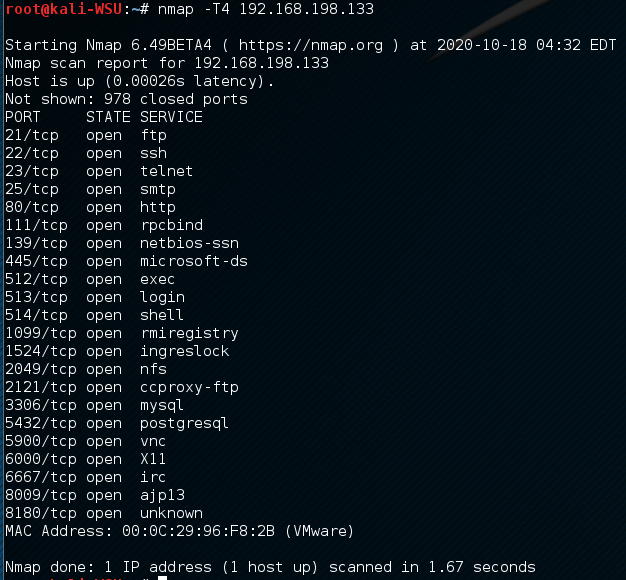 root@kali-WSU:~# nmap -T4 192.168.198.133
Starting Nmap 6.49BETA4 ( https://nmap.org ) at 2020-10-18 04:32 EDT
Nmap scan report for 192.168.198.133
Host is up (0.00026s latency).
Not shown: 978 closed ports
PORT     STATE SERVICE
21/tcp   open  ftp
22/tcp   open  ssh
23/tcp   open  telnet
25/tcp   open  smtp
80/tcp   open  http
111/tcp  open  rpcbind
139/tcp  open  netbios-ssn
445/tcp  open  microsoft-ds
512/tcp  open  exec
513/tcp  open  login
514/tcp  open  shell
1099/tcp open  rmiregistry
1524/tcp open  ingreslock
2049/tcp open  nfs
2121/tcp open  ccproxy-ftp
3306/tcp open  mysql
5432/tcp open  postgresql
5900/tcp open  vnc
6000/tcp open  X11
6667/tcp open  irc
8009/tcp open  ajp13
8180/tcp open  unknown
MAC Address: 00:0C:29:96:F8:2B (VMware)
Nmap done: 1 IP address (1 host up) scanned in 1.67 seconds